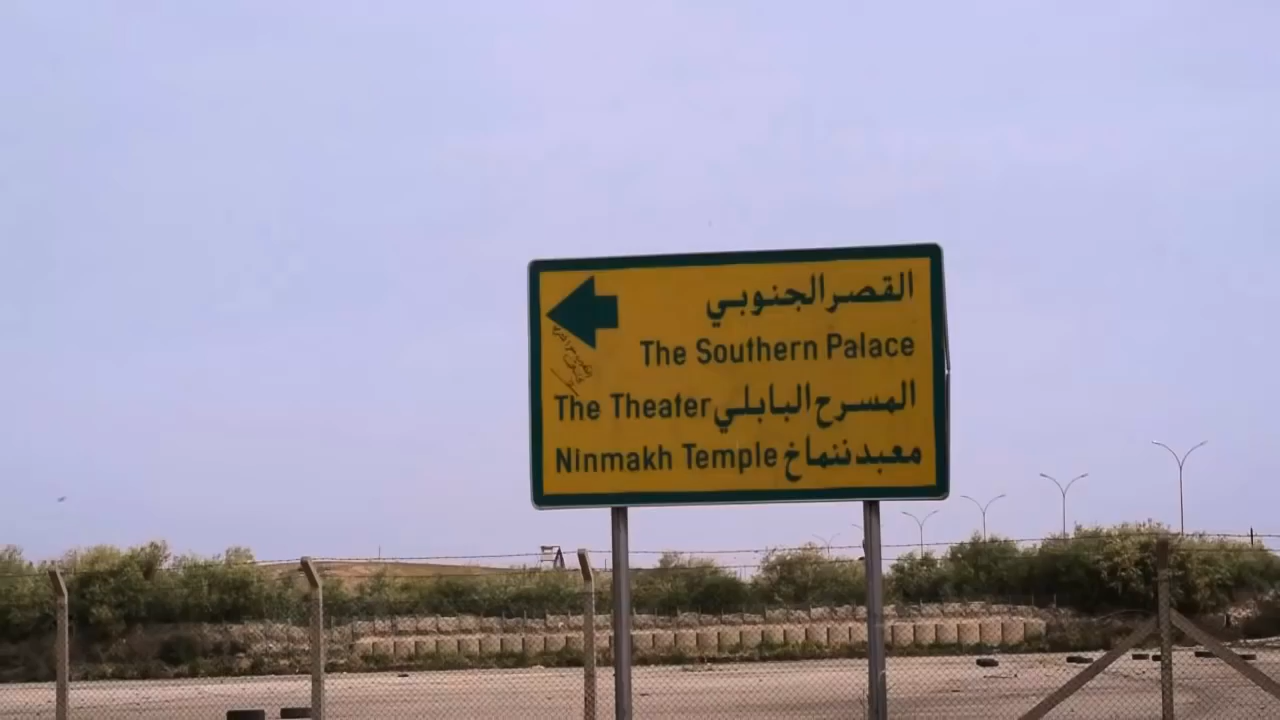 القصر الجنوبي
The Southern Palace
The Theater المسرح البابلي
Ninmakh Temple معبد ننماخ